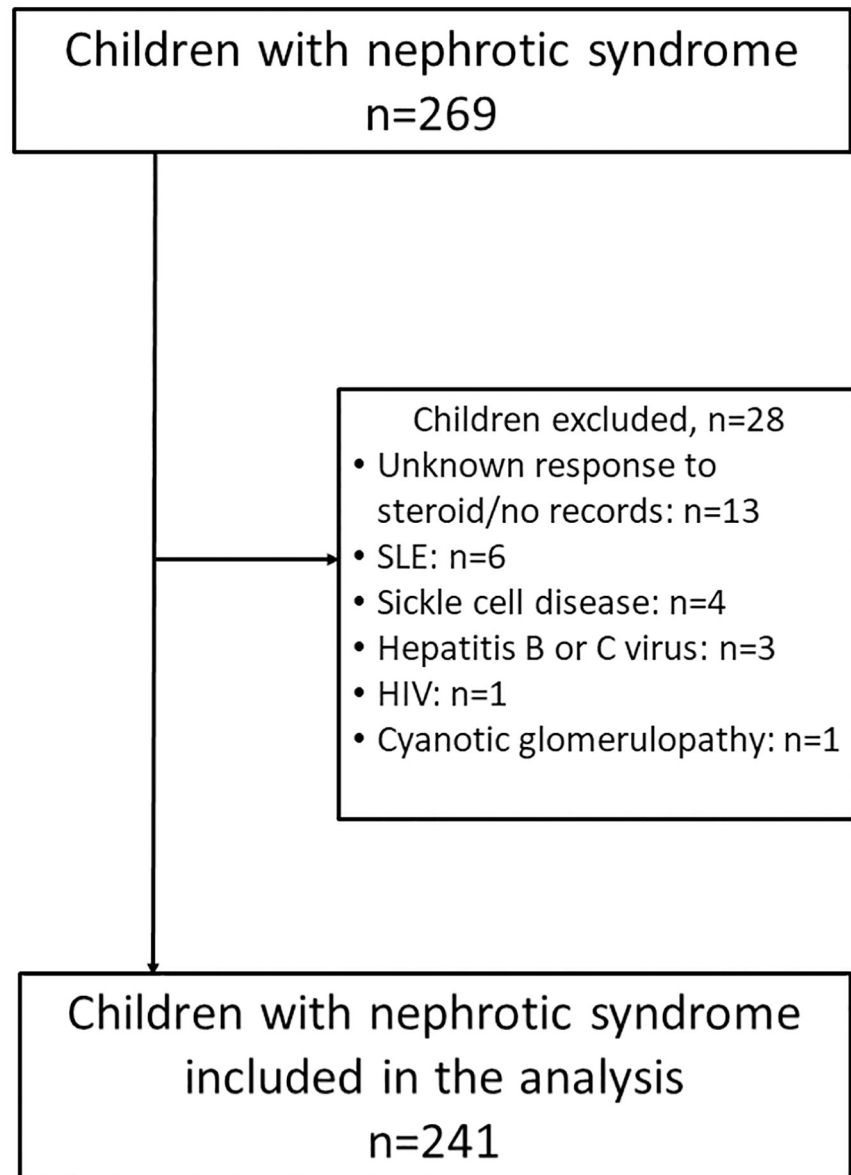 Children with nephrotic syndrome
n=269
Children excluded, n=28
• Unknown response to
steroid/no records: n=13
• SLE: n=6
• Sickle cell disease: n=4
• Hepatitis B or C virus: n=3
• HIV: n=1
• Cyanotic glomerulopathy: n=1
Children with nephrotic syndrome
included in the analysis
n=241